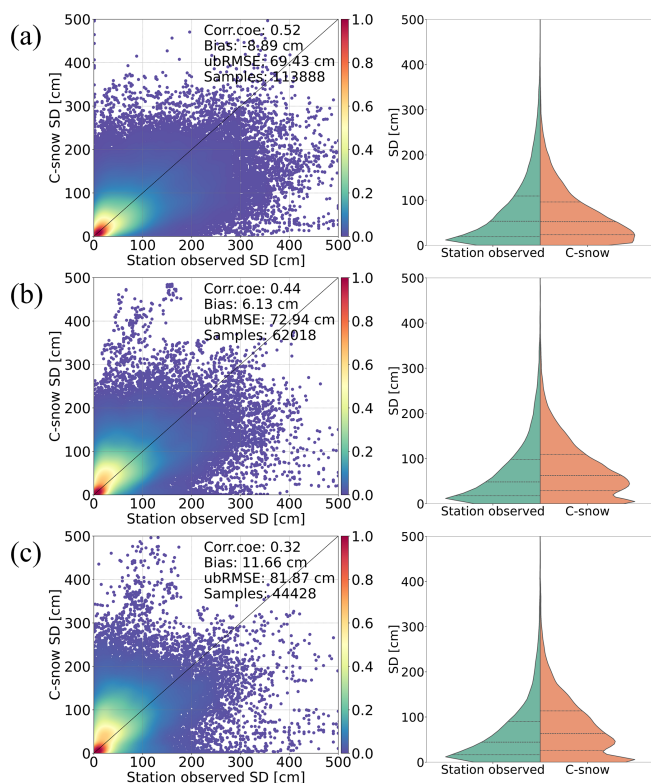 (a)
500
400
300
200
100
0
C-snow SD [cm]
Corr.coe: 0.52
Bias: -8.89 cm
ubRMSE: 69.43 cm
Samples: 113888
100 200 300 400 500
Station observed SD [cm]
1.0
0.8
0.6
0.4
0.2
0.0
500
400
300
200
100
0
SD [cm]
Station observed C-snow
(b)
500
400
300
200
100
0
C-snow SD [cm]
Corr.coe: 0.44
Bias: 6.13 cm
ubRMSE: 72.94 cm
Samples: 62018
100 200 300 400 500
Station observed SD [cm]
1.0
0.8
0.6
0.4
0.2
0.0
500
400
300
200
100
0
SD [cm]
Station observed C-snow
(c)
500
400
300
200
100
0
C-snow SD [cm]
Corr.coe: 0.32
Bias: 11.66 cm
ubRMSE: 81.87 cm
Samples: 44428
100 200 300 400 500
Station observed SD [cm]
1.0
0.8
0.6
0.4
0.2
0.0
500
400
300
200
100
0
SD [cm]
Station observed C-snow